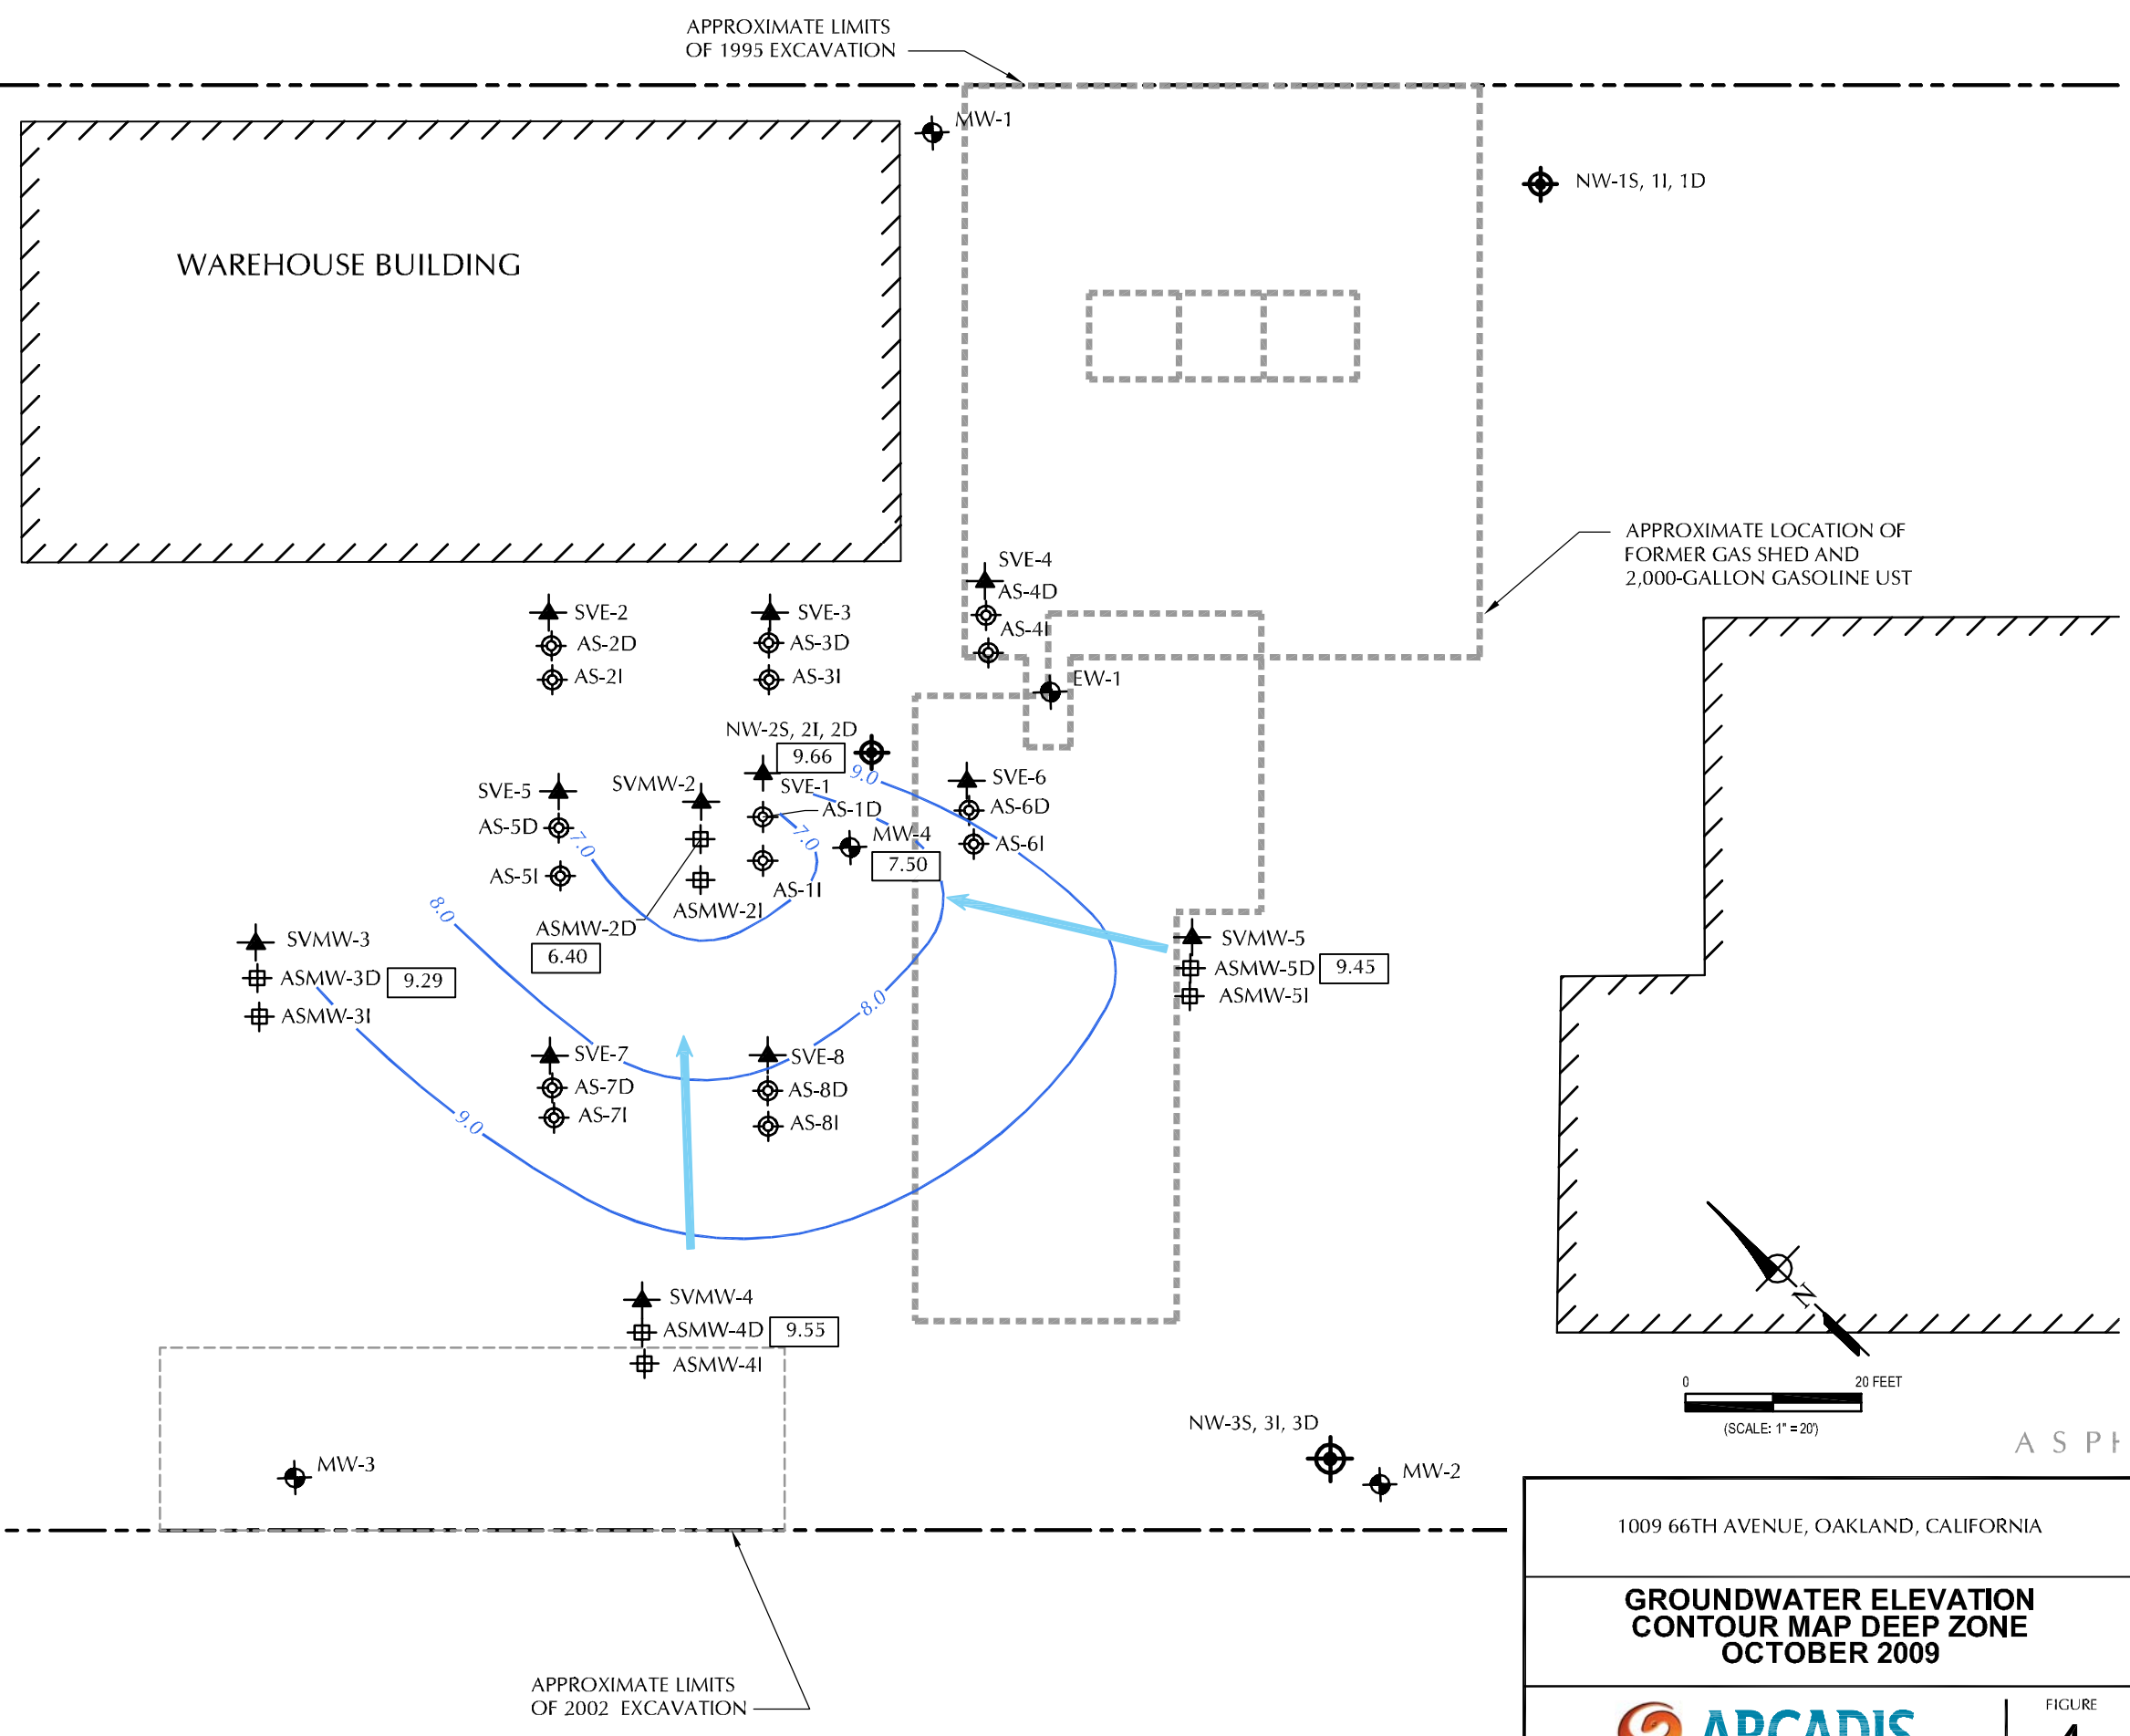 APPROXIMATE LIMITS
OF 1995 EXCAVATION
MW-1
NW-1S, 1I, 1D
WAREHOUSE BUILDING
APPROXIMATE LOCATION OF
FORMER GAS SHED AND
2,000-GALLON GASOLINE UST
SVE-4
AS-4D
AS-4I
SVE-2
AS-2D
AS-2I
SVE-3
AS-3D
AS-3I
EW-1
NW-2S, 2I, 2D
9.66
9.0
SVE-1
AS-1D
7.0
AS-1I
SVMW-2
SVE-5
AS-5D
7.0
AS-5I
MW-4
7.50
SVE-6
AS-6D
AS-6I
ASMW-2I
ASMW-2D
6.40
8.0
SVMW-3
ASMW-3D
9.29
ASMW-3I
SVMW-5
ASMW-5D
9.45
ASMW-5I
8.0
SVE-7
AS-7D
AS-7I
SVE-8
AS-8D
AS-8I
9.0
SVMW-4
ASMW-4D
9.55
ASMW-4I
N
0
20 FEET
(SCALE: 1" = 20')
NW-3S, 3I, 3D
MW-2
MW-3
APPROXIMATE LIMITS
OF 2002 EXCAVATION
1009 66TH AVENUE, OAKLAND, CALIFORNIA
GROUNDWATER ELEVATION
CONTOUR MAP DEEP ZONE
OCTOBER 2009
ARCADIS
FIGURE
4